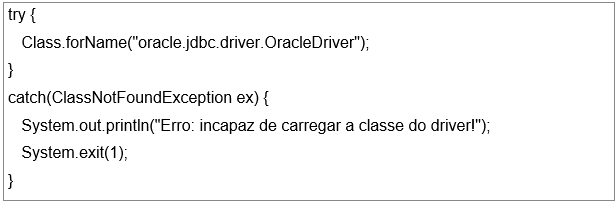 try {
Class.forName("oracle.jdbc.driver.OracleDriver");
}
catch(ClassNotFoundException ex) {
System.out.println("Erro: incapaz de carregar a classe do driver!");
System.exit(1);
}